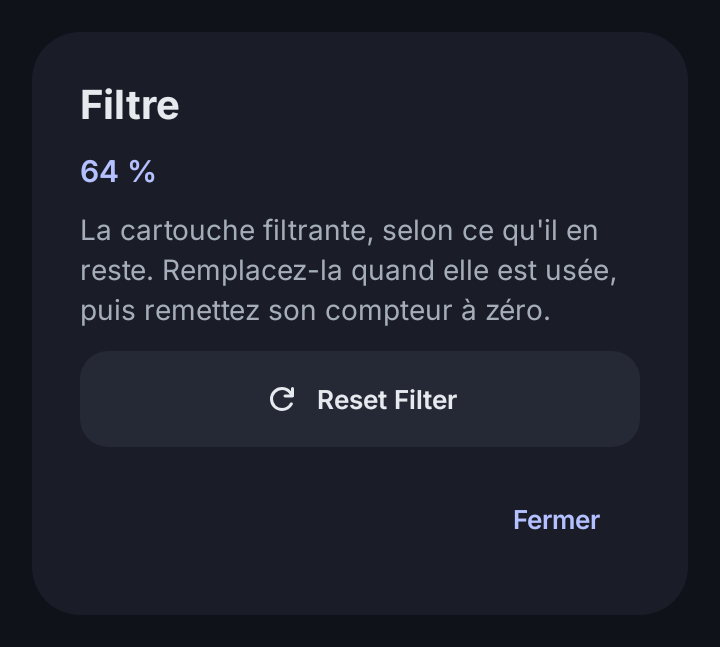 Filtre
64 %
La cartouche filtrante, selon ce qu'il en
reste. Remplacez-la quand elle est usée,
puis remettez son compteur à zéro.
Reset Filter
Fermer